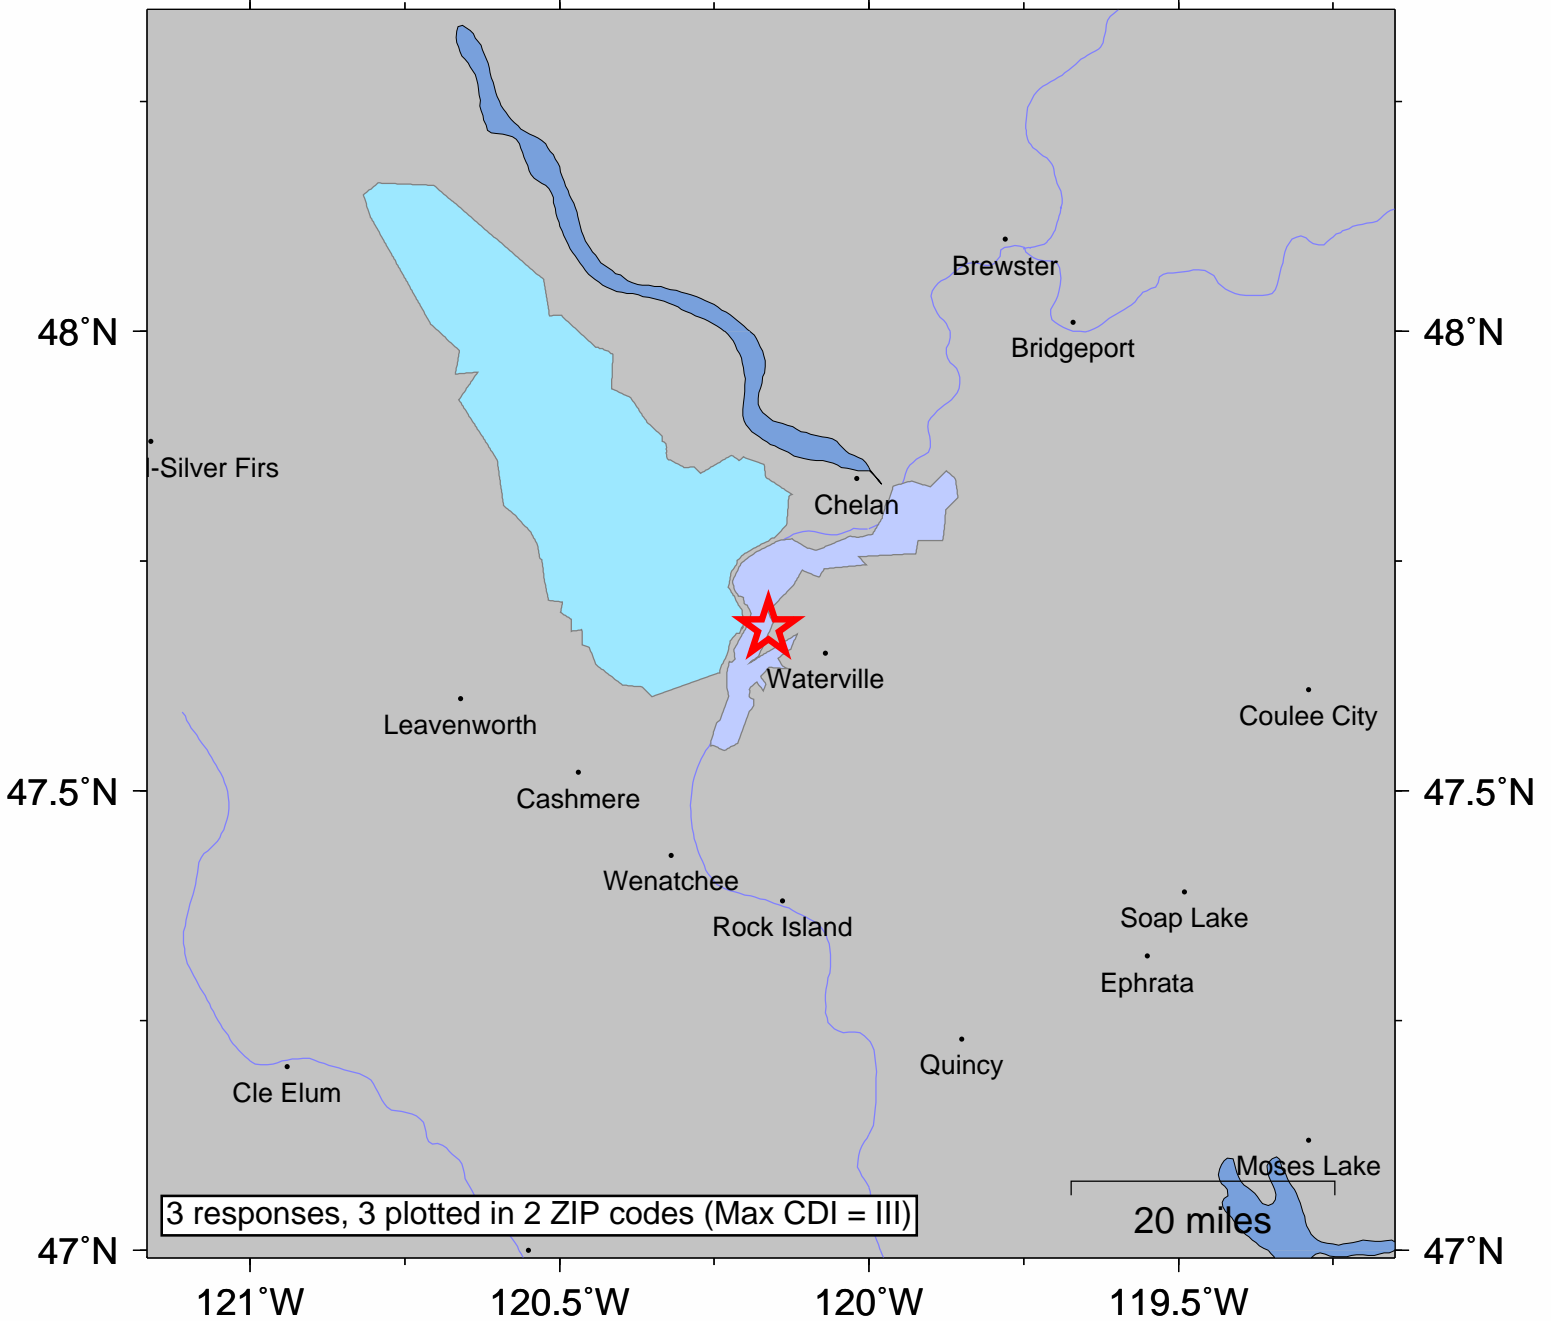 Brewster
48°N
48°N
Bridgeport
l-Silver Firs
Chelan
Waterville
Leavenworth
Coulee City
47.5°N
47.5°N
Cashmere
Wenatchee
Rock Island
Soap Lake
Ephrata
Quincy
Cle Elum
Moses Lake
3 responses, 3 plotted in 2 ZIP codes (Max CDI = III)
20 miles
47°N
47°N
121°W
120.5°W
120°W
119.5°W